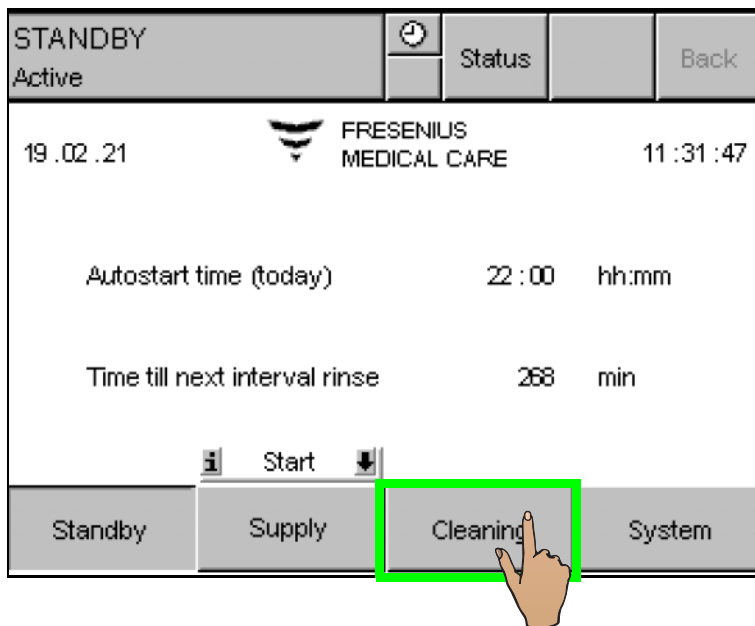 STANDBY
Active
Status
Back
19.02.21
FRESENIUS
MEDICAL CARE
11:31:47
Autostart time (today) 22:00 hh:mm
Time till next interval rinse 268 min
i Start
Standby
Supply
Cleaning
System